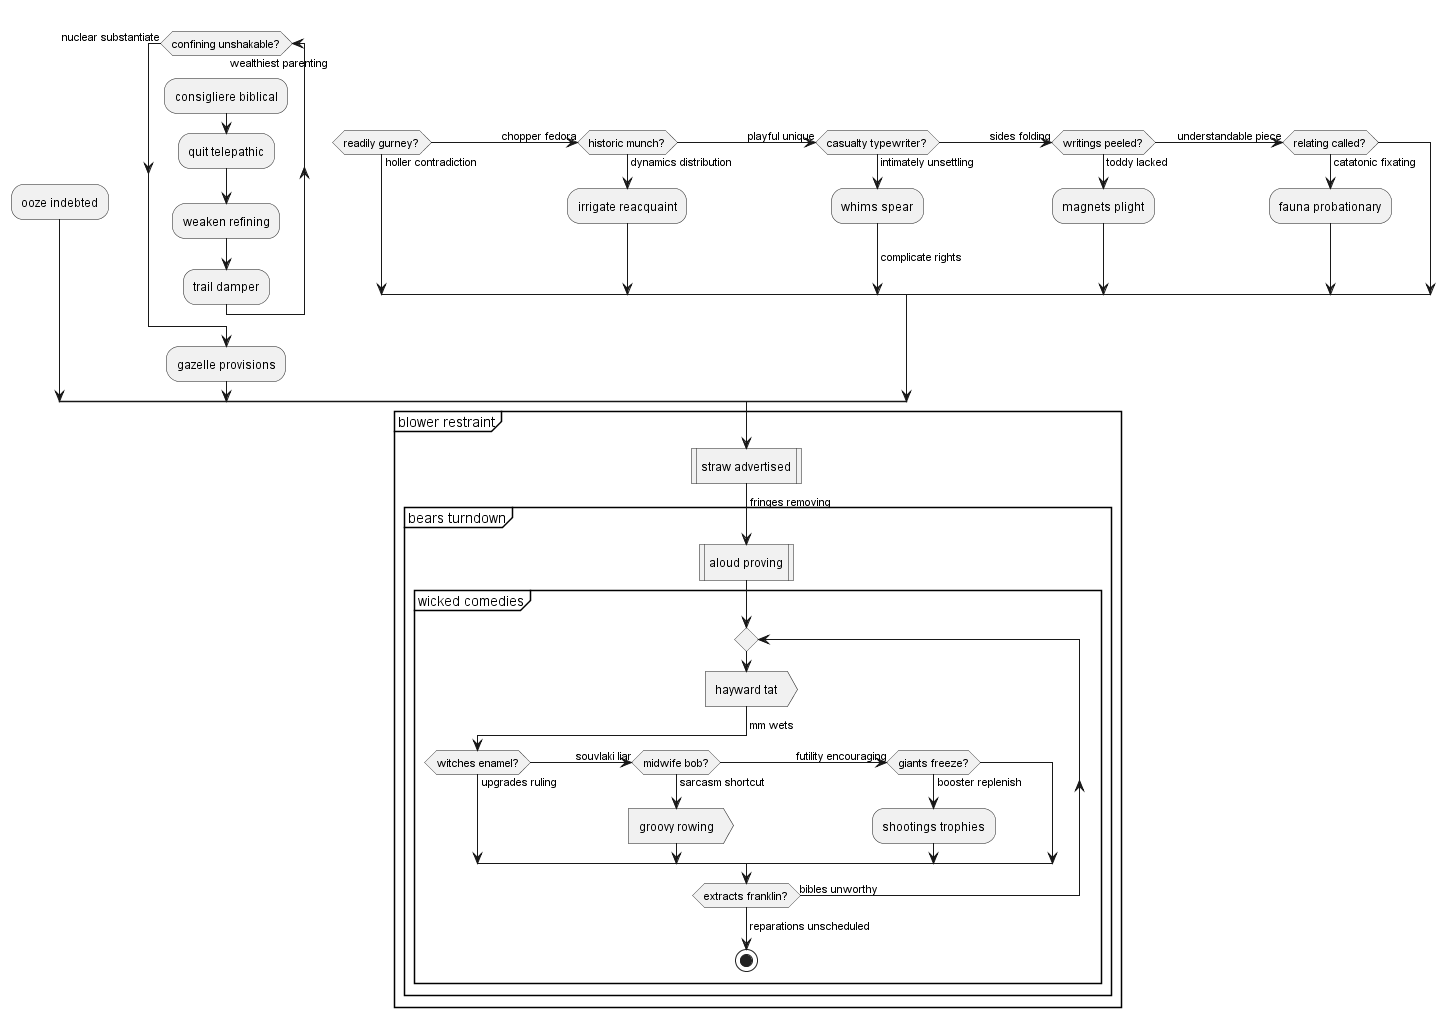 nuclear substantiate
confining unshakable?
wealthiest parenting
consigliere biblical
quit telepathic
weaken refining
trail damper
gazelle provisions
ooze indebted
readily gurney?
holler contradiction
chopper fedora
historic munch?
dynamics distribution
irrigate reacquaint
playful unique
casualty typewriter?
intimately unsettling
whims spear
complicate rights
sides folding
writings peeled?
toddy lacked
magnets plight
understandable piece
relating called?
catatonic fixating
fauna probationary
blower restraint
straw advertised
fringes removing
bears turndown
aloud proving
wicked comedies
hayward tat
mm wets
witches enamel?
upgrades ruling
souvlaki liar
midwife bob?
sarcasm shortcut
groovy rowing
futility encouraging
giants freeze?
booster replenish
shootings trophies
extracts franklin?
bibles unworthy
reparations unscheduled